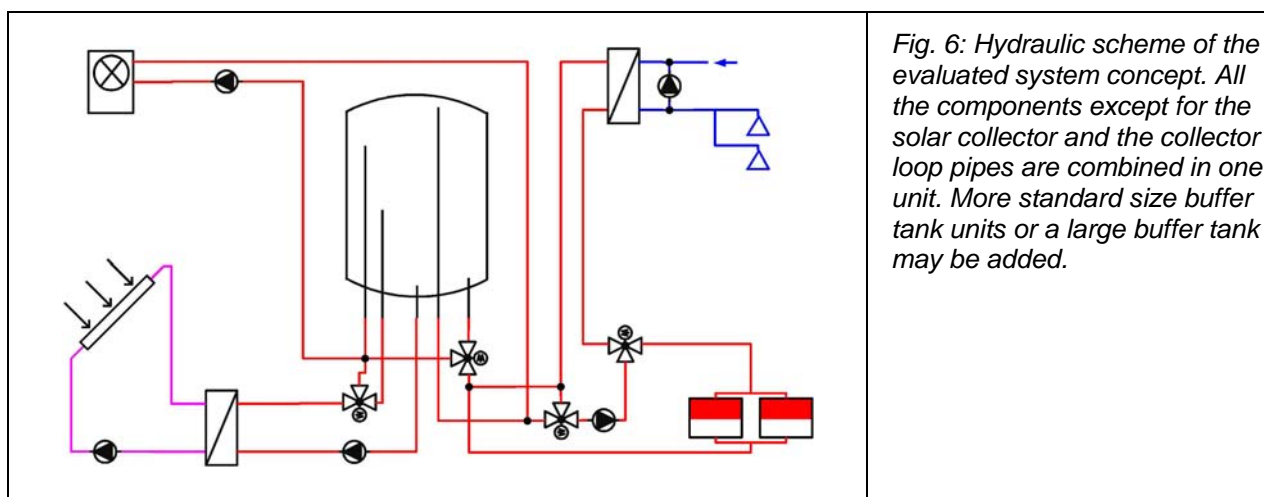 Fig. 6: Hydraulic scheme of the
evaluated system concept. All
the components except for the
solar collector and the collector
loop pipes are combined in one
unit. More standard size buffer
tank units or a large buffer tank
may be added.